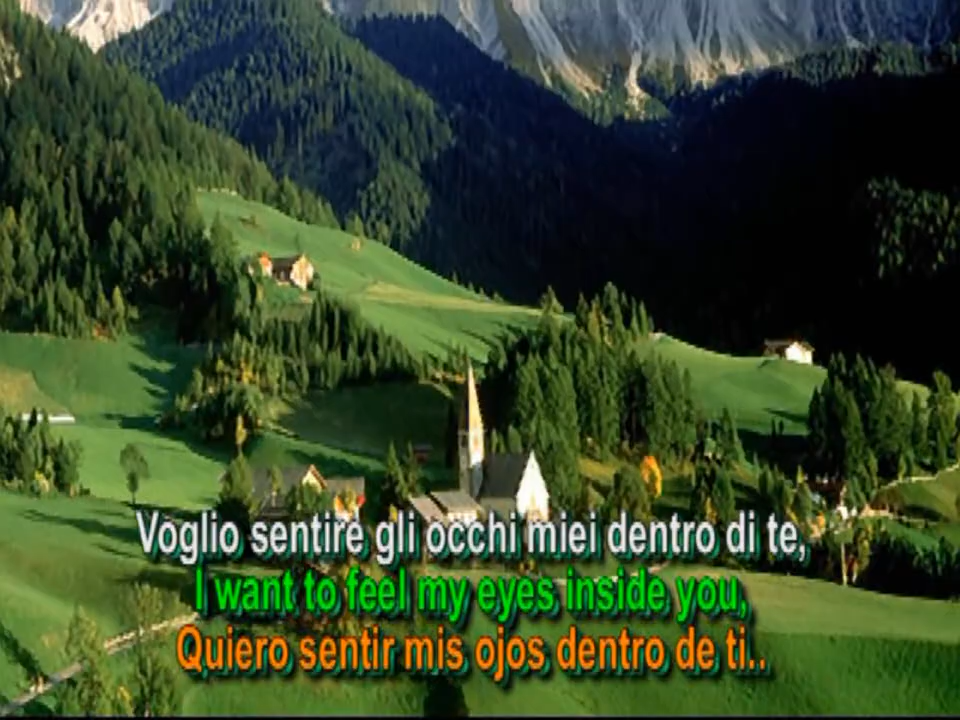 Voglio sentire gli occhi miei dentro di te,
I want to feel my eyes inside you,
Quiero sentir mis ojos dentro de ti..